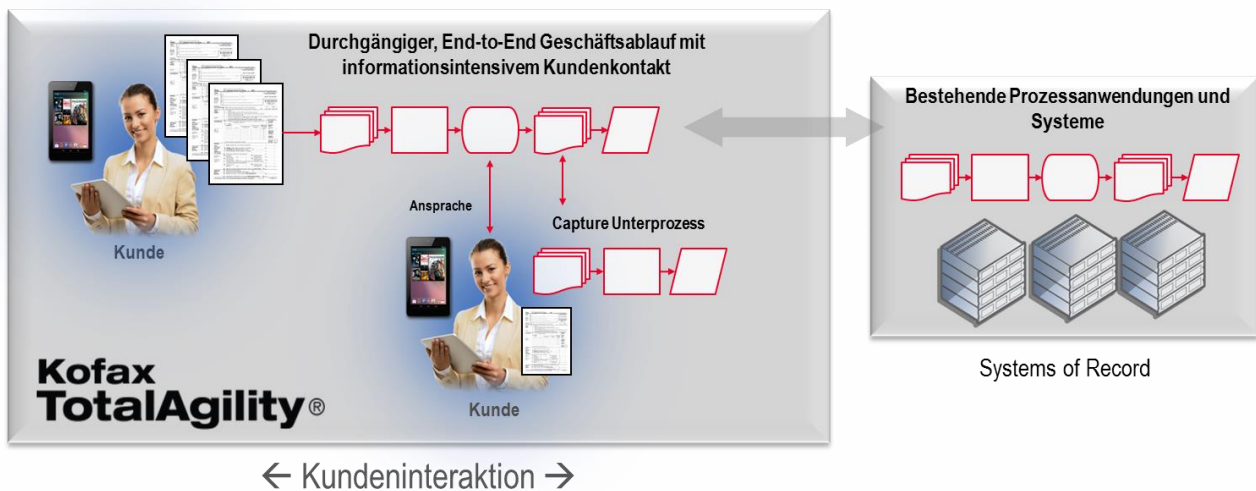 Durchgängiger, End-to-End Geschäftsablauf mit
informationsintensivem Kundenkontakt
Kunde
Ansprache
Capture Unterprozess
Kunde
Kofax
TotalAgility®
← Kundeninteraktion →
Bestehende Prozessanwendungen und
Systeme
Systems of Record